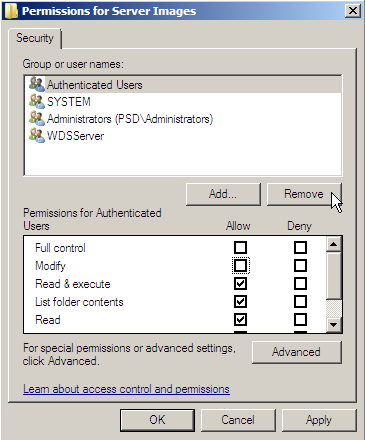 Permissions for Server Images
Security
Group or user names:
Authenticated Users
SYSTEM
Administrators (PSD\Administrators)
WDSServer
Add...
Remove
Permissions for Authenticated
Users
Allow
Deny
Full control
Modify
Read & execute
List folder contents
Read
For special permissions or advanced settings,
click Advanced.
Advanced
Learn about access control and permissions
OK
Cancel
Apply